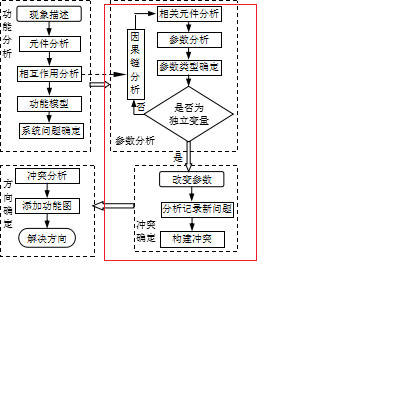 功能分析
现象描述
元件分析
相互作用分析
功能模型
系统问题确定
因果链分析
相关元件分析
参数分析
参数类型确定
是否为
独立变量
否
参数分析
是
改变参数
分析记录新问题
构建冲突
冲突
确定
方向确定
冲突分析
添加功能图
解决方向